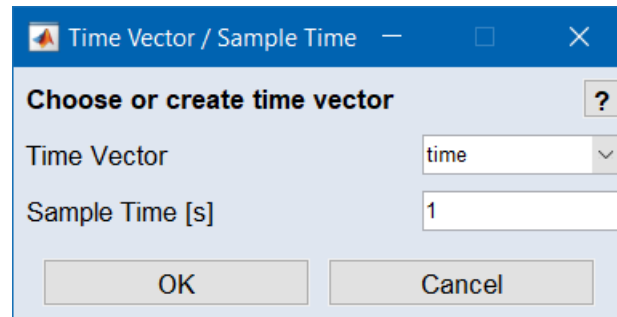 Time Vector / Sample Time
Choose or create time vector ?
Time Vector time
Sample Time [s] 1
OK Cancel